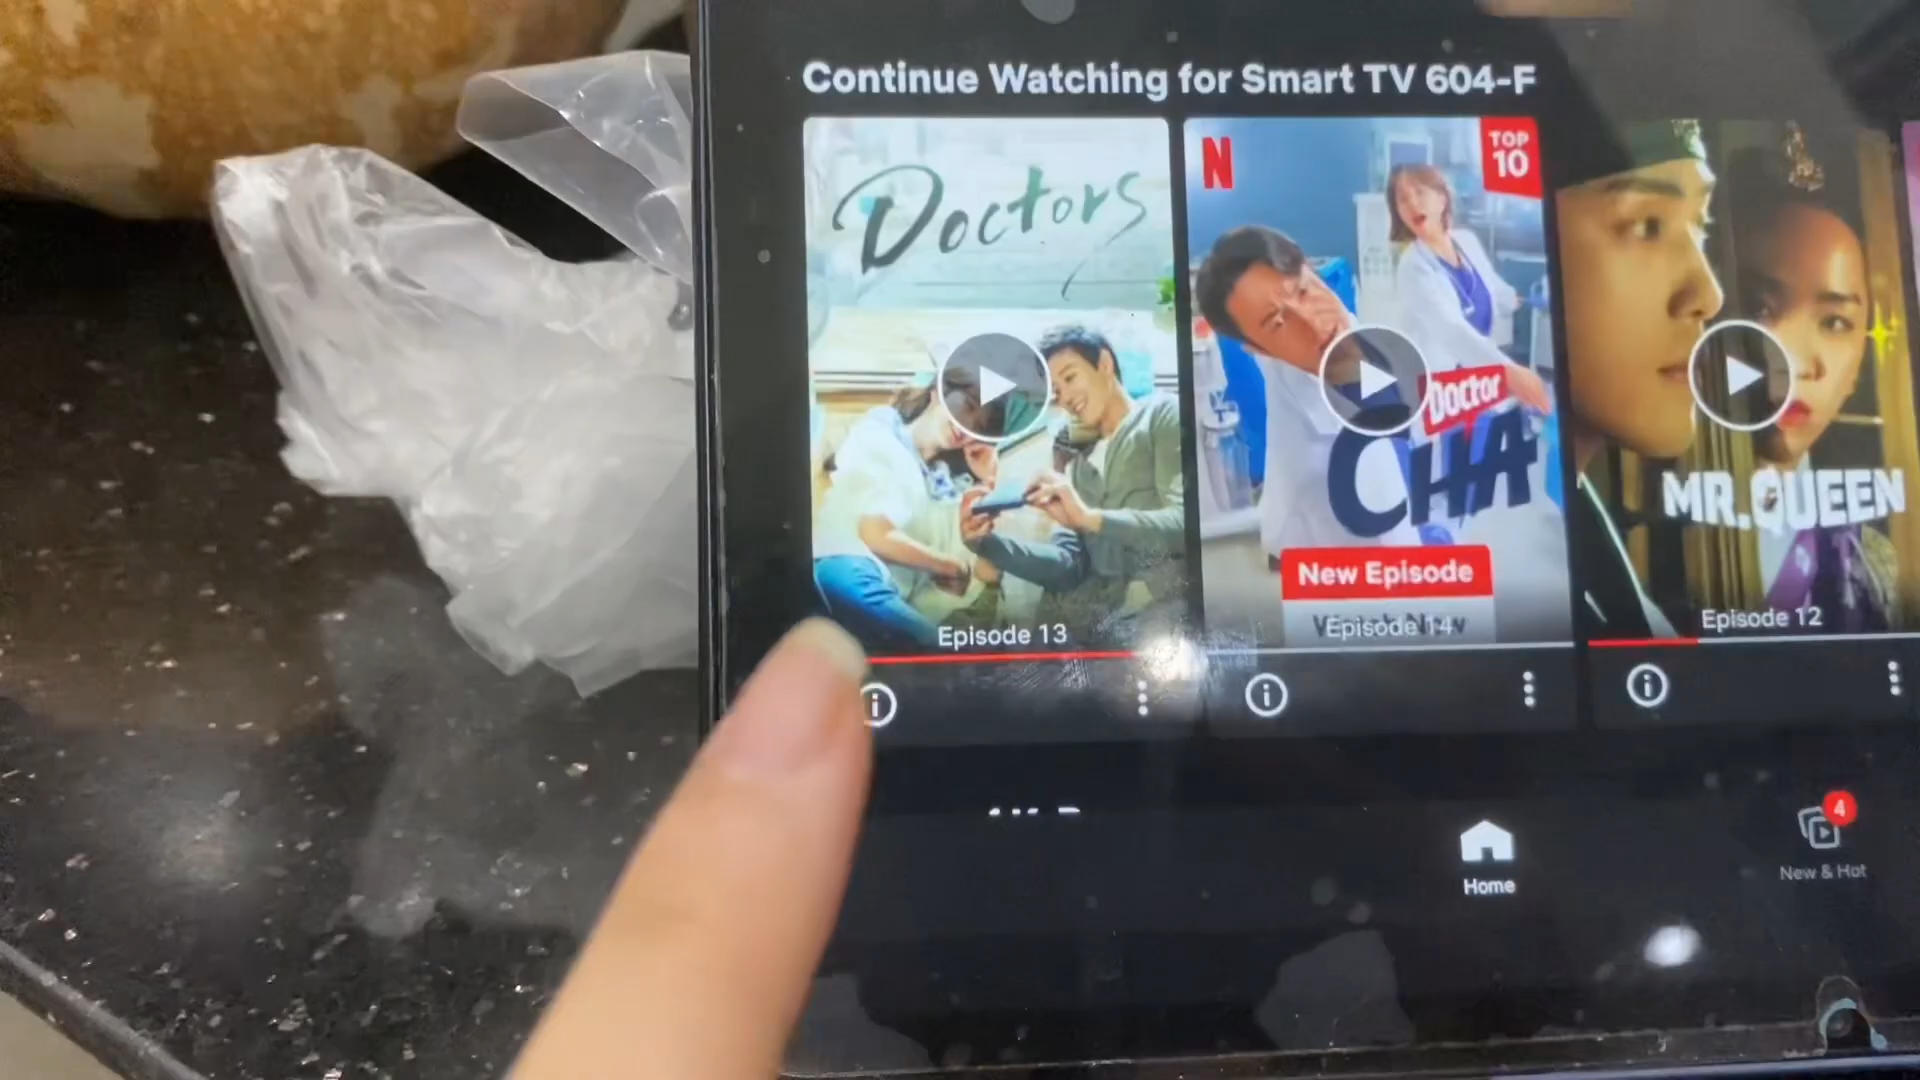 Continue Watching for Smart TV 604-F
Doctors
N
TOP
10
Doctor
CHA
MR. QUEEN
New Episode
Episode 13
Episode 14
Episode 12
4
Home
New & Hot